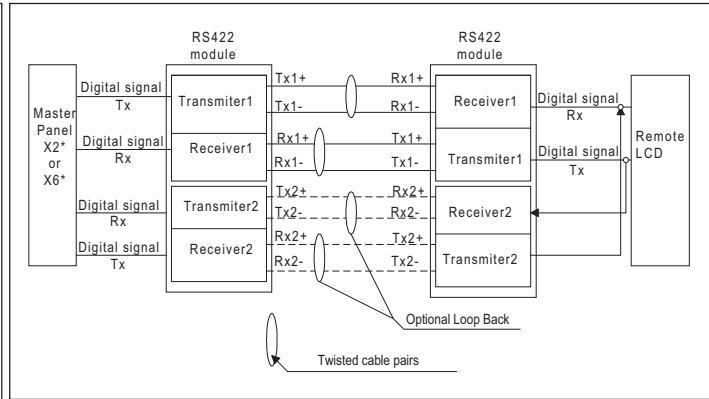 RS422
module
RS422
module
Master
Panel
X2*
or
X6*
Digital signal
Tx
Digital signal
Rx
Digital signal
Rx
Digital signal
Tx
Transmiter1
Receiver1
Transmiter2
Receiver2
Tx1+
Tx1-
Rx1+
Rx1-
Tx2+
Tx2-
Rx2+
Rx2-
Rx1+
Rx1-
Tx1+
Tx1-
Rx2+
Rx2-
Tx2+
Tx2-
Receiver1
Transmiter1
Receiver2
Transmiter2
Digital signal
Rx
Digital signal
Tx
Remote
LCD
Optional Loop Back
Twisted cable pairs